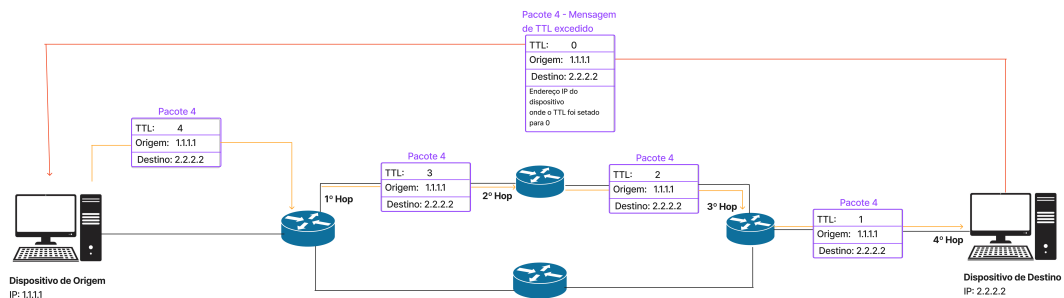 Pacote 4 - Mensagem
de TTL excedido
TTL: 0
Origem: 1.1.1.1
Destino: 2.2.2.2
Endereço IP do
dispositivo
onde o TTL foi setado
para 0
Pacote 4
TTL: 4
Origem: 1.1.1.1
Destino: 2.2.2.2
Pacote 4
TTL: 3
Origem: 1.1.1.1
Destino: 2.2.2.2
Pacote 4
TTL: 2
Origem: 1.1.1.1
Destino: 2.2.2.2
1º Hop
2º Hop
3º Hop
Pacote 4
TTL: 1
Origem: 1.1.1.1
Destino: 2.2.2.2
4º Hop
Dispositivo de Origem
IP: 1.1.1.1
Dispositivo de Destino
IP: 2.2.2.2